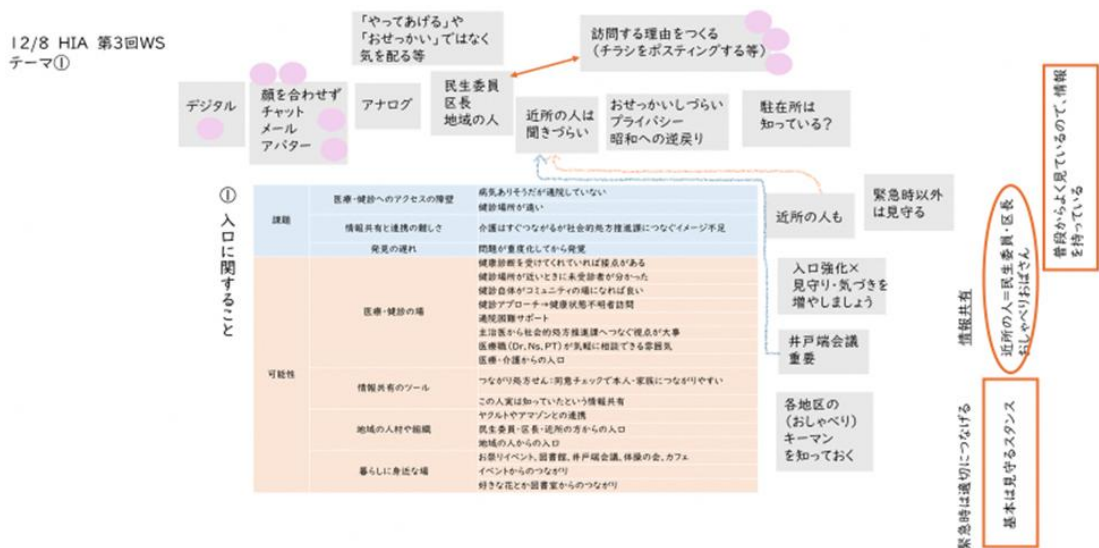 12/8 HIA 第3回WS
テーマ①
「やってあげる」や
「おせっかい」ではなく
気を配る等
訪問する理由をつくる
(チラシをポスティングする等)
デジタル
顔を合わせず
チャット
メール
アバター
アナログ
民生委員
区長
地域の人
近所の人は
聞きづらい
おせっかいしづらい
プライバシー
昭和への逆戻り
駐在所は
知っている?
①入口に関すること
課題
医療・健診へのアクセスの障壁
病気ありそうだが通院していない
健診場所が遠い
情報共有と連携の難しさ
介護はすぐつながるが社会的処方推進課につなぐイメージ不足
発見の遅れ
問題が重度化してから発覚
可能性
医療・健診の場
健康診断を受けてくれていれば接点がある
健診場所が近いときに未受診者が分かった
健診自体がコミュニティの場になれば良い
健診アプローチ→健康状態不明者訪問
通院困難サポート
主治医から社会的処方推進課へつなぐ視点が大事
医療職(Dr,Ns,PT)が気軽に相談できる雰囲気
医療・介護からの入口
情報共有のツール
つながり処方せん:同意チェックで本人・家族につながりやすい
この人実は知っていたという情報共有
地域の人材や組織
ヤクルトやアマゾンとの連携
民生委員・区長・近所の方からの入口
地域の人からの入口
暮らしに身近な場
お祭りイベント、図書館、井戸端会議、体操の会、カフェ
イベントからのつながり
好きな花とか図書室からのつながり
近所の人も
緊急時以外
は見守る
入口強化×
見守り・気づきを
増やしましょう
井戸端会議
重要
各地区の
(おしゃべり)
キーマン
を知っておく
普段からよく見ているので、情報
を持っている
近所の人=民生委員・区長
おしゃべりおばさん
情報共有
基本は見守るスタンス
緊急時は適切につなげる